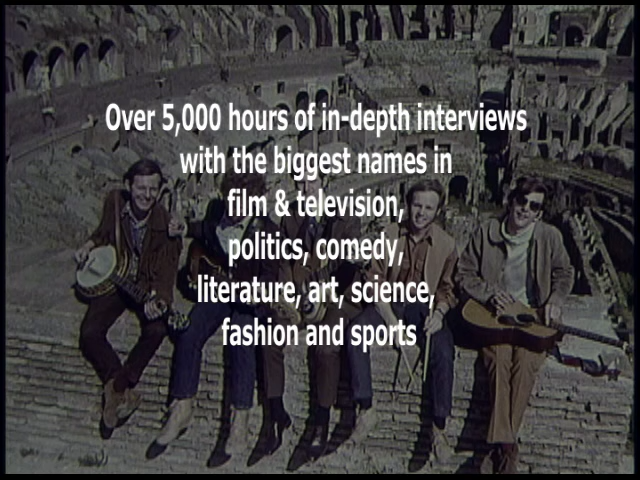 Over 5,000 hours of in-depth interviews
with the biggest names in
film & television,
politics, comedy,
literature, art, science,
fashion and sports